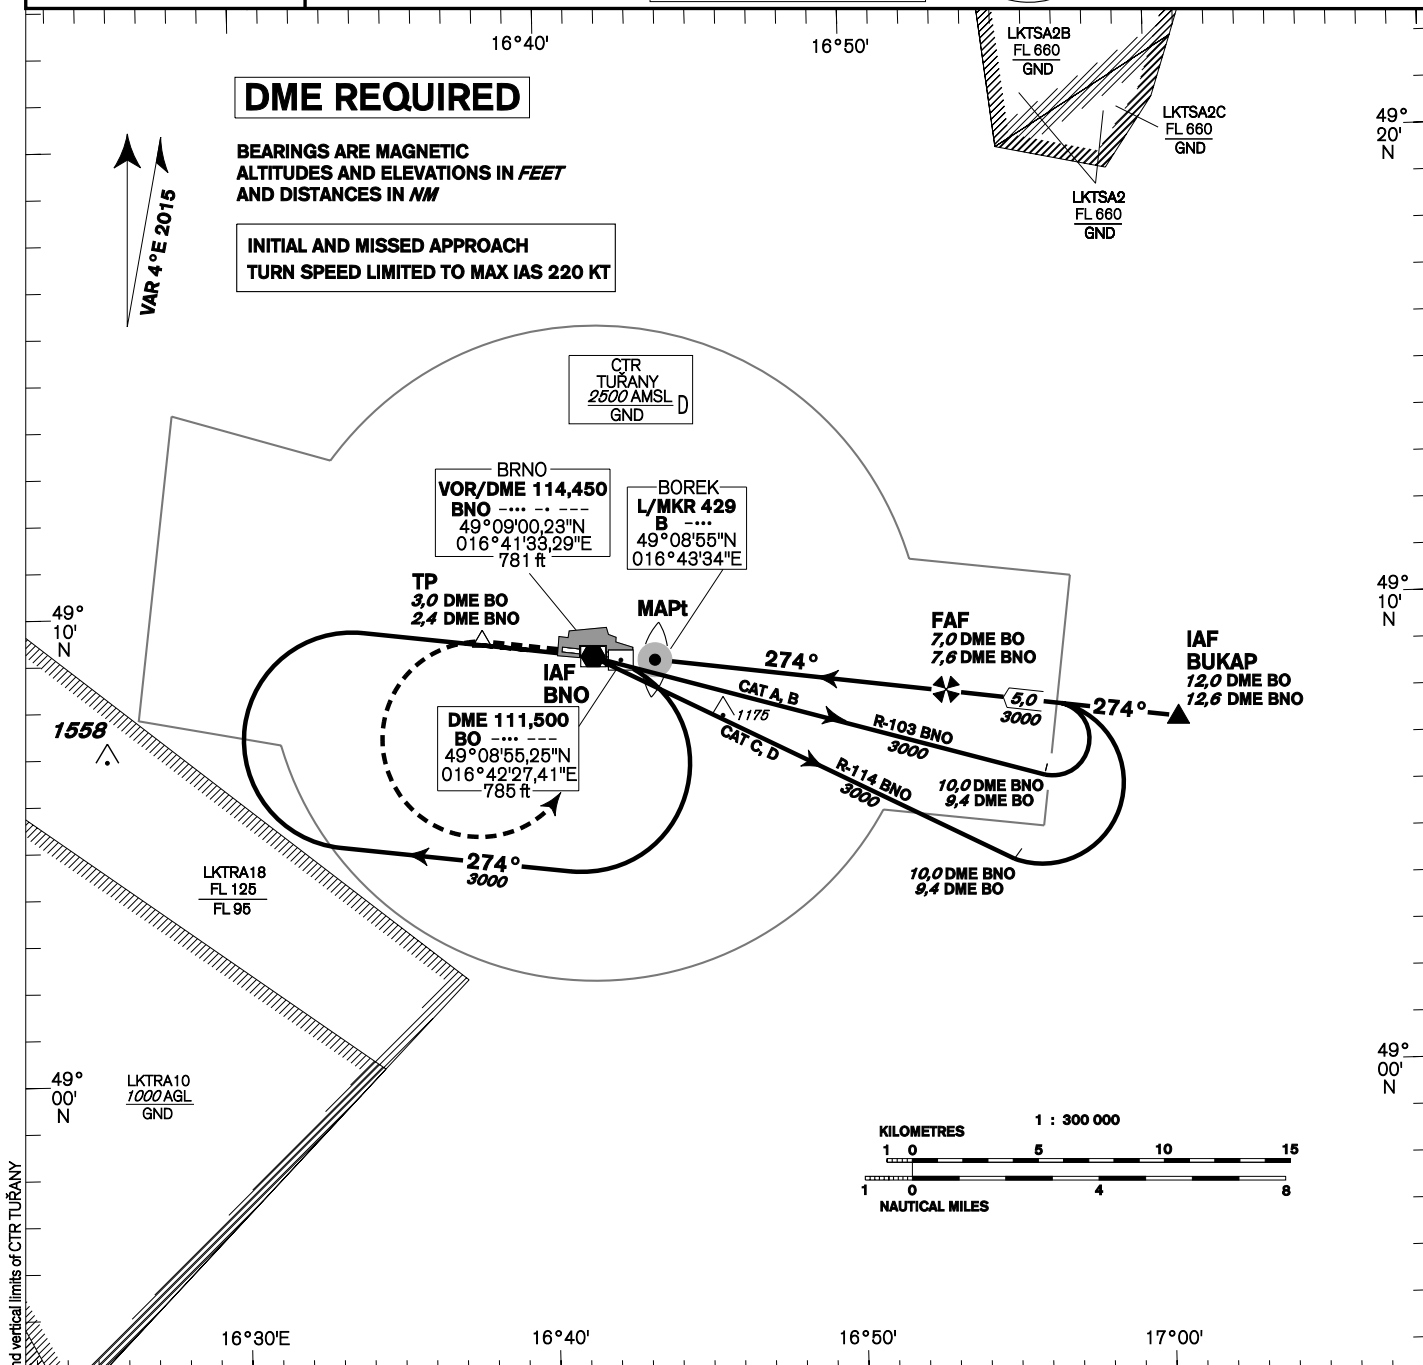 16°40'
16°50'
LKTSA2B
FL 660
GND
DME REQUIRED
BEARINGS ARE MAGNETIC
ALTITUDES AND ELEVATIONS IN FEET
AND DISTANCES IN NM
INITIAL AND MISSED APPROACH
TURN SPEED LIMITED TO MAX IAS 220 KT
VAR 4°E 2015
LKTSA2C
FL 660
GND
49°
20'
N
LKTSA2
FL 660
GND
CTR
TUŘANY
2500 AMSL
GND
D
BRNO
VOR/DME 114,450
BNO -••• -• ---
49°09'00,23"N
016°41'33,29"E
781 ft
BOREK
L/MKR 429
B -•••
49°08'55"N
016°43'34"E
TP
3,0 DME BO
2,4 DME BNO
MAPt
FAF
7,0 DME BO
7,6 DME BNO
IAF
BUKAP
12,0 DME BO
12,6 DME BNO
49°
10'
N
49°
10'
N
274°
5,0
3000
274°
IAF
BNO
CAT A, B
R-103 BNO
3000
1175
CAT C, D
R-114 BNO
3000
10,0 DME BNO
9,4 DME BO
10,0 DME BNO
9,4 DME BO
DME 111,500
BO -••• ---
49°08'55,25"N
016°42'27,41"E
785 ft
1558
274°
3000
LKTRA18
FL 125
FL 95
LKTRA10
1000 AGL
GND
49°
00'
N
49°
00'
N
1 : 300 000
KILOMETRES
1 0 5 10 15
1 0 4 8
NAUTICAL MILES
nd vertical limits of CTR TUŘANY
16°30'E
16°40'
16°50'
17°00'